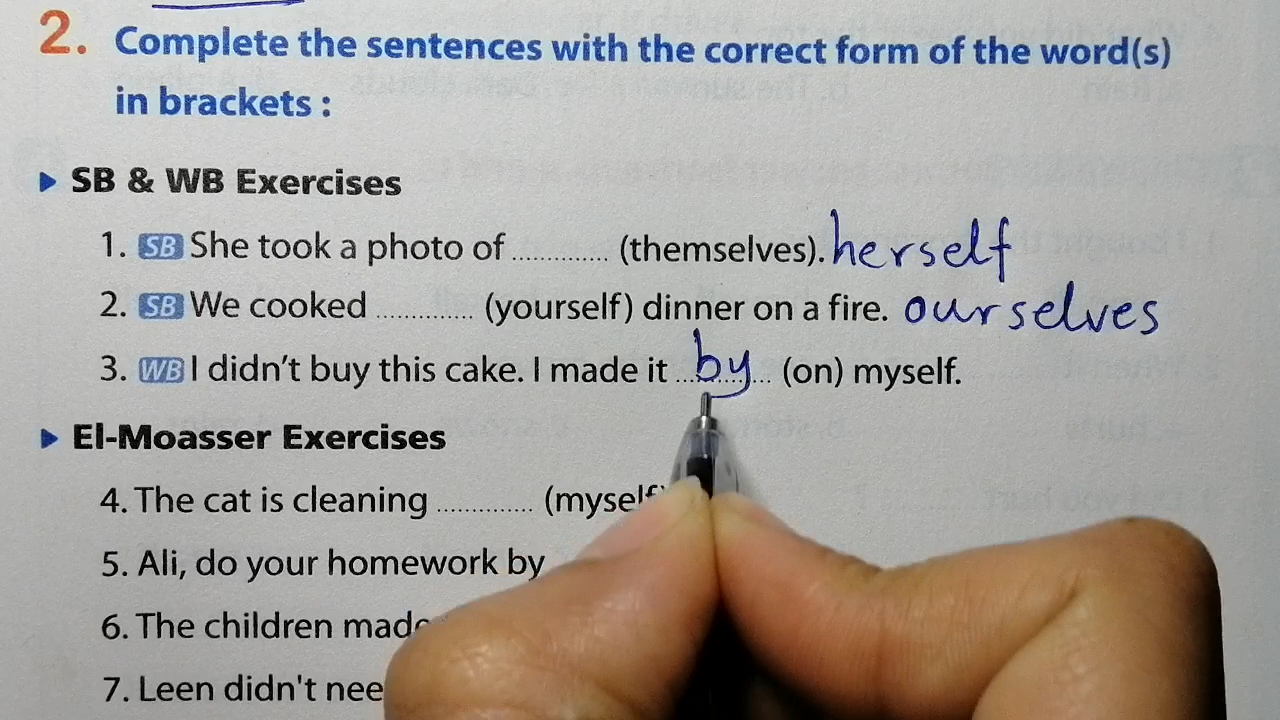 2. Complete the sentences with the correct form of the word(s)
in brackets :
SB & WB Exercises
1. SB She took a photo of ............. (themselves). herself
2. SB We cooked ............. (yourself) dinner on a fire. ourselves
3. WB I didn't buy this cake. I made it ...by... (on) myself.
El-Moasser Exercises
4. The cat is cleaning ............. (myself)
5. Ali, do your homework by
6. The children made
7. Leen didn't